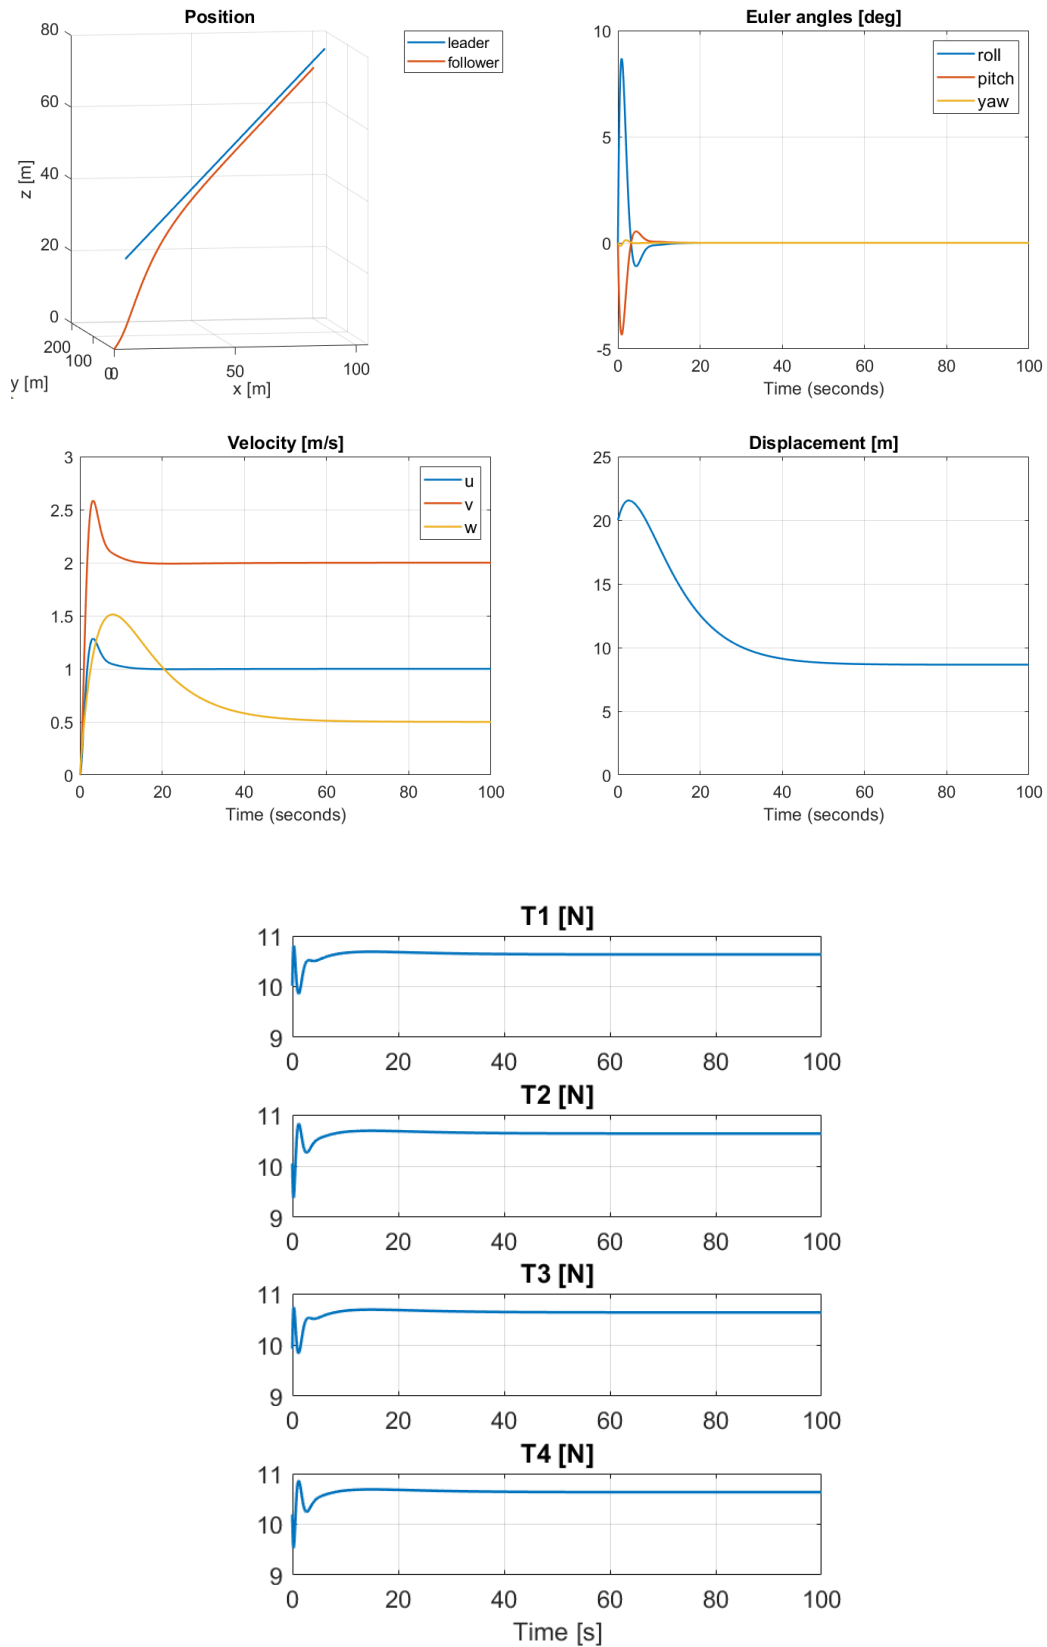 Position
80
60
40
20
0
z [m]
200
100
0
y [m]
0
50
100
x [m]
leader
follower
Euler angles [deg]
10
5
0
-5
0 20 40 60 80 100
Time (seconds)
roll
pitch
yaw
Velocity [m/s]
3
2.5
2
1.5
1
0.5
0
0 20 40 60 80 100
Time (seconds)
u
v
w
Displacement [m]
25
20
15
10
5
0
0 20 40 60 80 100
Time (seconds)
T1 [N]
11
10
9
0 20 40 60 80 100
T2 [N]
11
10
9
0 20 40 60 80 100
T3 [N]
11
10
9
0 20 40 60 80 100
T4 [N]
11
10
9
0 20 40 60 80 100
Time [s]